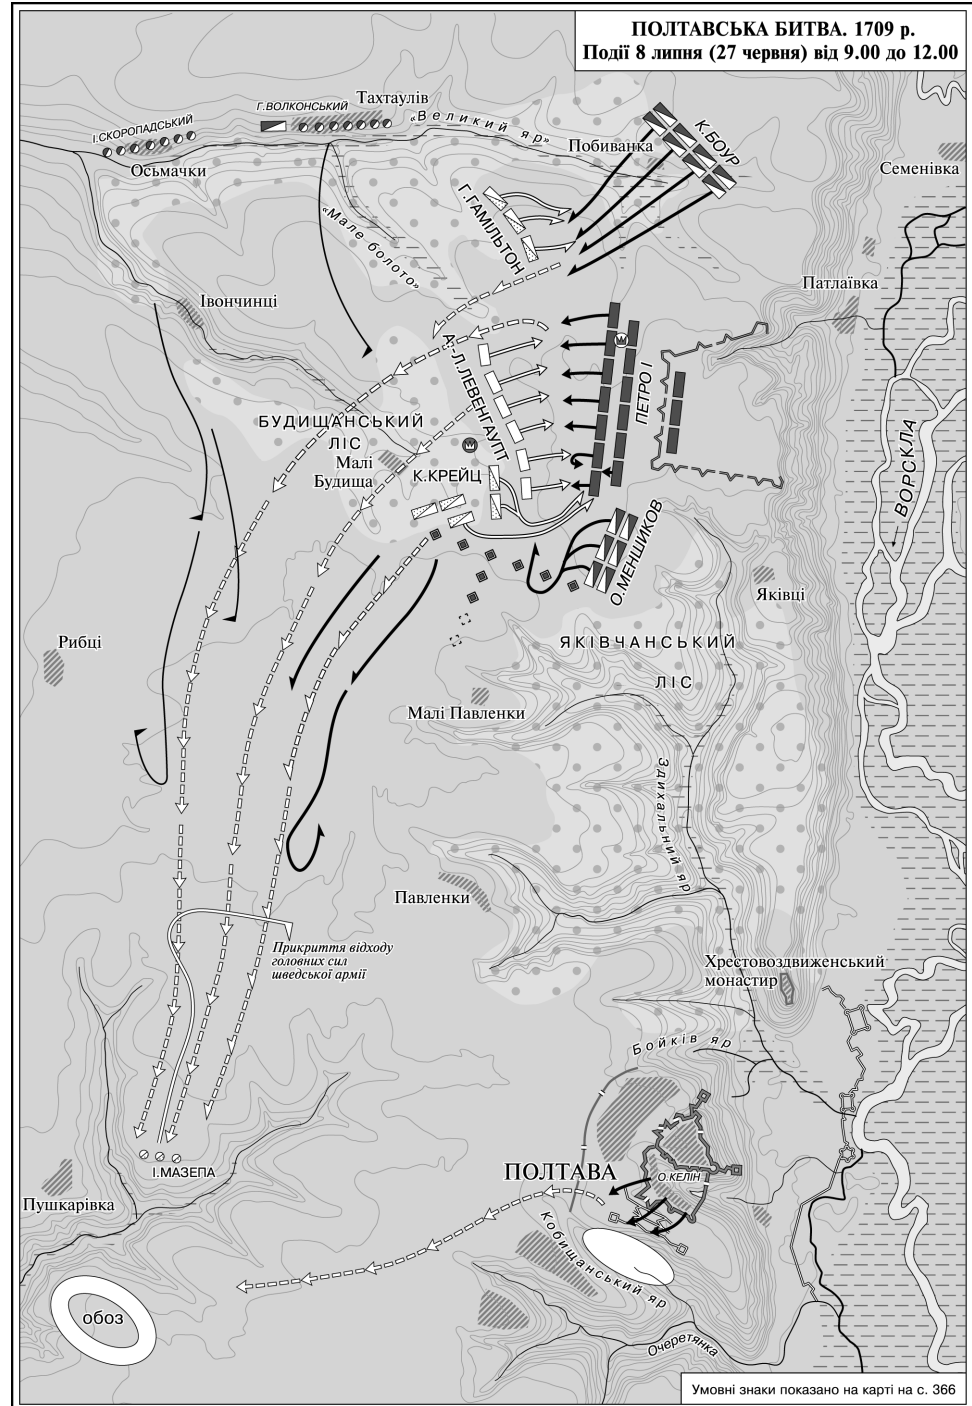 ПОЛТАВСЬКА БИТВА. 1709 р.
Події 8 липня (27 червня) від 9.00 до 12.00
Г.ВОЛКОНСЬКИЙ
Тахтаулів
І.СКОРОПАДСЬКИЙ
«Великий яр»
Осьмачки
Побиванка
К.БОУР
Семенівка
Г.ГАМІЛЬТОН
«Мале болото»
Патлаївка
Івончинці
А.-Л.ЛЕВЕНГАУПТ
ПЕТРО І
БУДИЩАНСЬКИЙ
ЛІС
Малі
Будища
К.КРЕЙЦ
ВОРСКЛА
О.МЕНШИКОВ
Яківці
Рибці
ЯКІВЧАНСЬКИЙ
ЛІС
Малі Павленки
Здихальний яр
Павленки
Прикриття відходу
головних сил
шведської армії
Хрестовоздвиженський
монастир
Бойків яр
І.МАЗЕПА
ПОЛТАВА
О.КЕЛІН
Пушкарівка
Кобищанський яр
обоз
Очеретянка
Умовні знаки показано на карті на с. 366